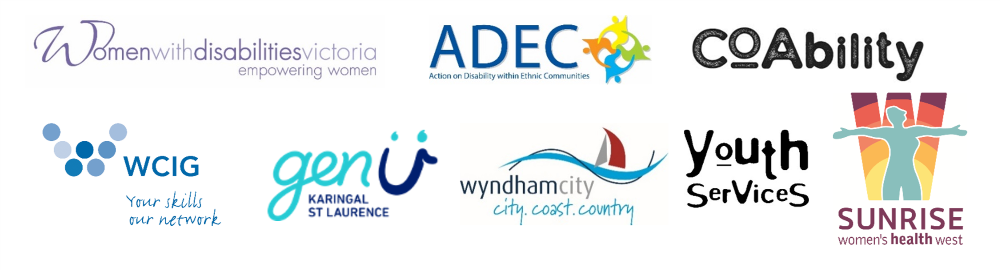 Womenwithdisabilitiesvictoria
empowering women
ADEC
Action on Disability within Ethnic Communities
CoAbility
WCIG
Your skills
our network
genU
KARINGAL
ST LAURENCE
wyndhamcity
city. coast. country
Youth
SerViceS
SUNRISE
women's health west